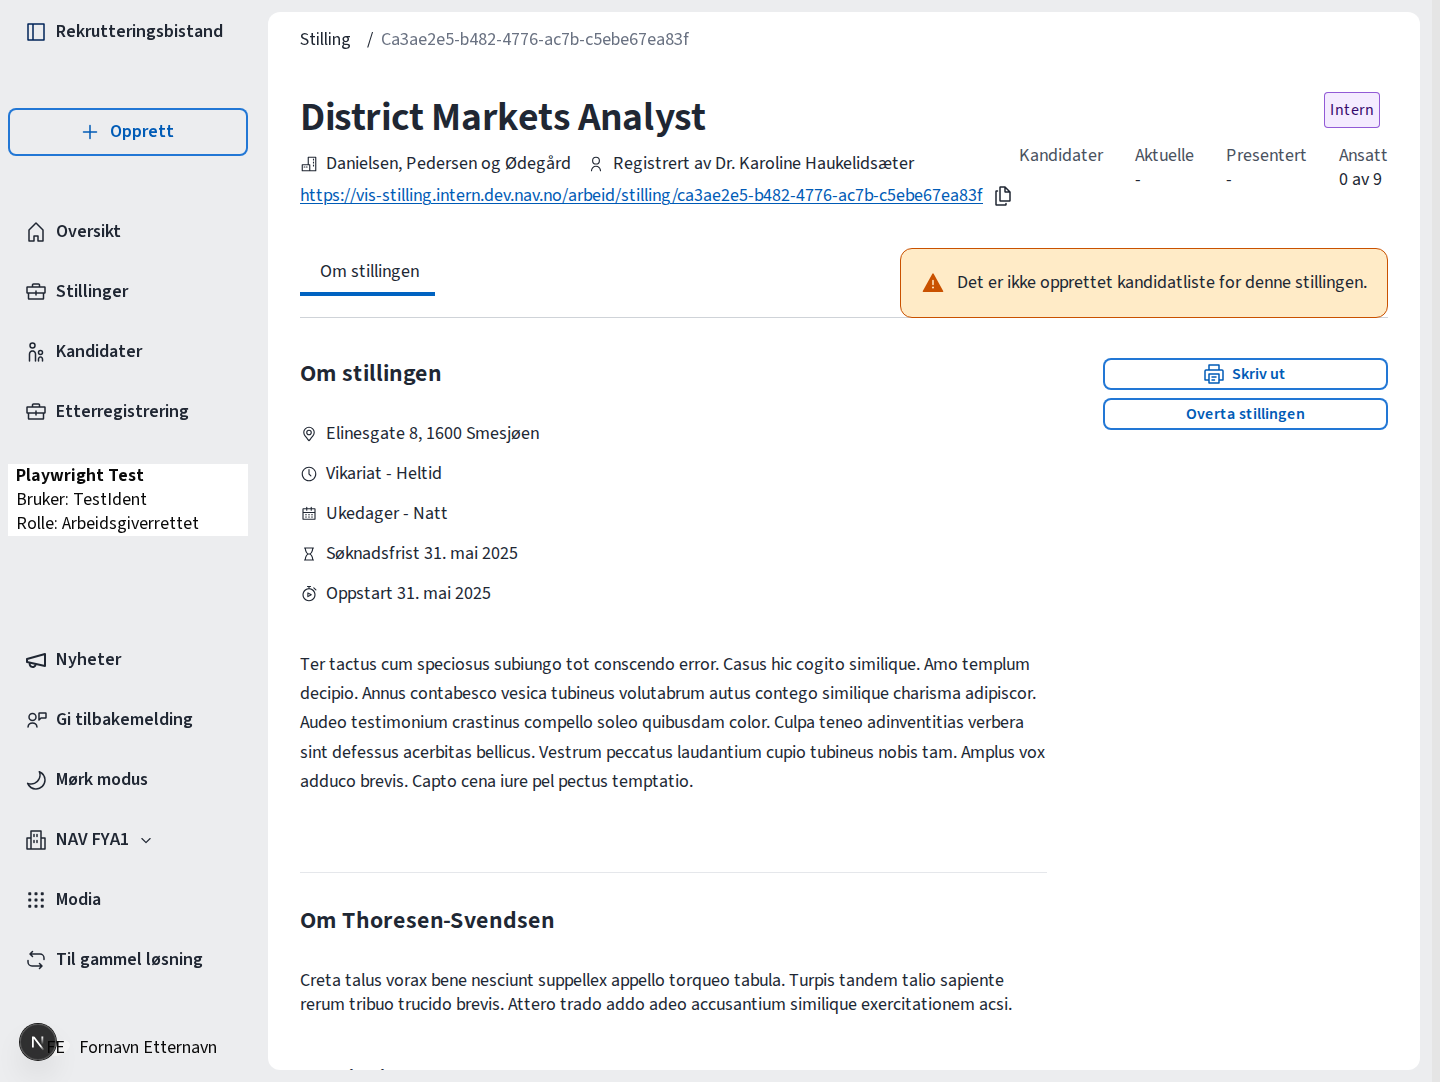 Rekrutteringsbistand
Opprett
Oversikt
Stillinger
Kandidater
Etterregistrering
Playwright Test
Bruker: TestIdent
Rolle: Arbeidsgiverrettet
Nyheter
Gi tilbakemelding
Mørk modus
NAV FYA1
Modia
Til gammel løsning
N FE Fornavn Etternavn
Stilling / Ca3ae2e5-b482-4776-ac7b-c5ebe67ea83f
District Markets Analyst
Intern
Danielsen, Pedersen og Ødegård Registrert av Dr. Karoline Haukelidsæter
https://vis-stilling.intern.dev.nav.no/arbeid/stilling/ca3ae2e5-b482-4776-ac7b-c5ebe67ea83f
Kandidater Aktuelle Presentert Ansatt
- - 0 av 9
Om stillingen
Det er ikke opprettet kandidatliste for denne stillingen.
Om stillingen
Skriv ut
Overta stillingen
Elinesgate 8, 1600 Smesjøen
Vikariat - Heltid
Ukedager - Natt
Søknadsfrist 31. mai 2025
Oppstart 31. mai 2025
Ter tactus cum speciosus subiungo tot conscendo error. Casus hic cogito similique. Amo templum
decipio. Annus contabesco vesica tubineus volutabrum autus contego similique charisma adipiscor.
Audeo testimonium crastinus compello soleo quibusdam color. Culpa teneo adinventitias verbera
sint defessus acerbitas bellicus. Vestrum peccatus laudantium cupio tubineus nobis tam. Amplus vox
adduco brevis. Capto cena iure pel pectus temptatio.
Om Thoresen-Svendsen
Creta talus vorax bene nesciunt suppellex appello torqueo tabula. Turpis tandem talio sapiente
rerum tribuo trucido brevis. Attero trado addo adeo accusantium similique exercitationem acsi.